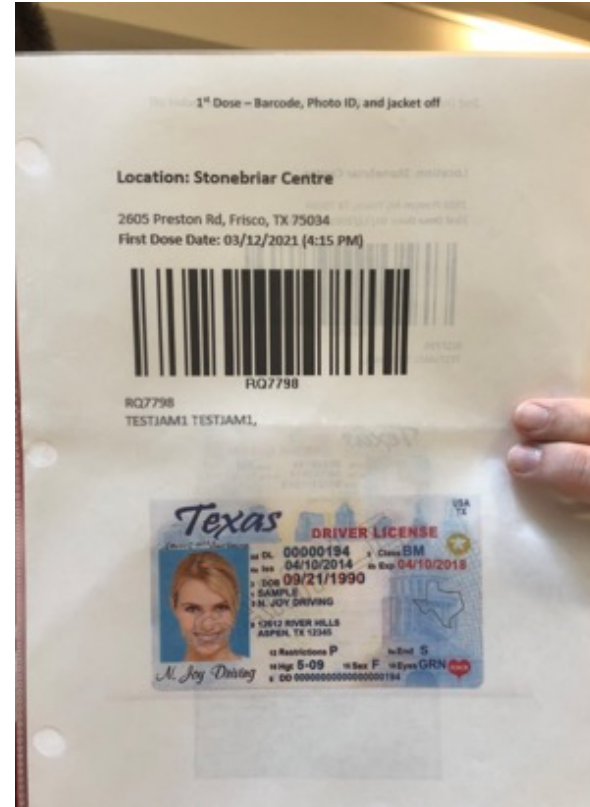 1st Dose – Barcode, Photo ID, and jacket off
Location: Stonebriar Centre
2605 Preston Rd, Frisco, TX 75034
First Dose Date: 03/12/2021 (4:15 PM)
RQ7798
RQ7798
TESTJAM1 TESTJAM1,
Texas
USA
TX
DRIVER LICENSE
DL 00000194 Class BM
Iss 04/10/2014 Exp 04/10/2018
DOB 09/21/1990
SAMPLE
N. JOY DRIVING
12612 RIVER HILLS
ASPEN, TX 12345
12 Restrictions P End S
Hgt 5-09 Sex F Eyes GRN
N. Joy Driving
DD 00000000000000000194